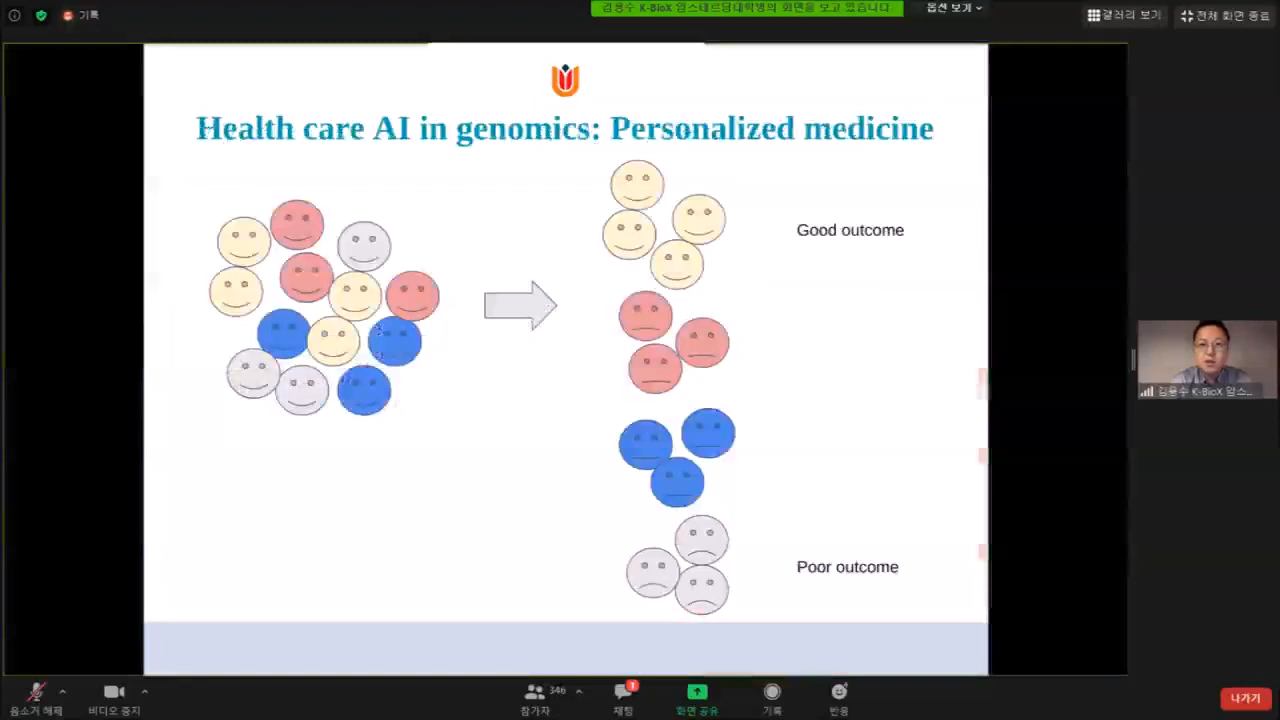 기록
김용수 K-BioX 암스테르담대학병의 화면을 보고 있습니다.
옵션 보기
갤러리 보기
전체 화면 종료
Health care AI in genomics: Personalized medicine
Good outcome
Poor outcome
김용수 K-BioX 암스...
음소거 해제
비디오 중지
346
참가자
1
채팅
화면 공유
기록
반응
나가기